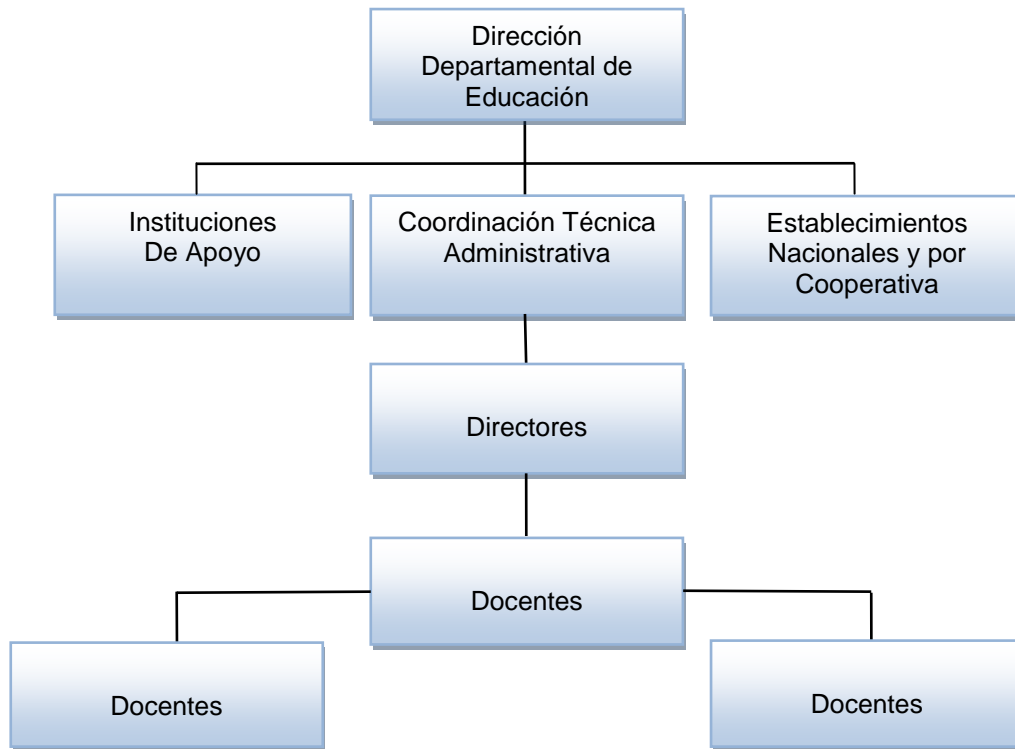 Dirección
Departamental de
Educación
Instituciones
De Apoyo
Coordinación Técnica
Administrativa
Establecimientos
Nacionales y por
Cooperativa
Directores
Docentes
Docentes
Docentes